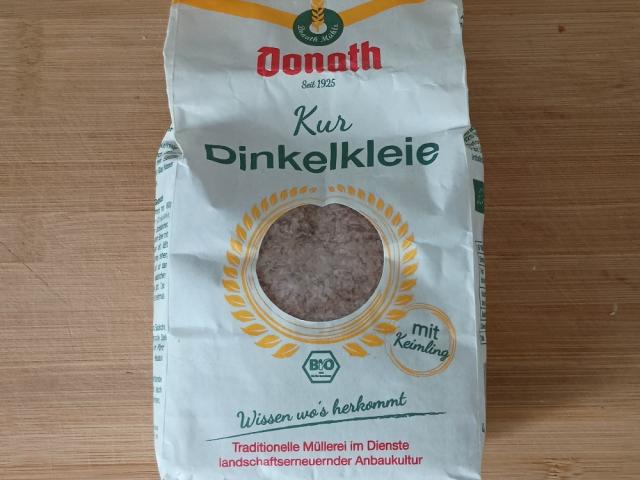 Donath Mühle
Donath
Seit 1925
Kur
Dinkelkleie
mit
Keimling
BIO
Wissen wo's herkommt
Traditionelle Müllerei im Dienste
landschaftserneuernder Anbaukultur